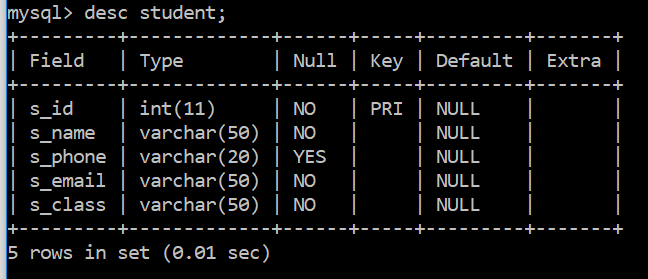 mysql> desc student;
+---------+-------------+------+-----+---------+-------+
| Field   | Type        | Null | Key | Default | Extra |
+---------+-------------+------+-----+---------+-------+
| s_id    | int(11)     | NO   | PRI | NULL    |       |
| s_name  | varchar(50) | NO   |     | NULL    |       |
| s_phone | varchar(20) | YES  |     | NULL    |       |
| s_email | varchar(50) | NO   |     | NULL    |       |
| s_class | varchar(50) | NO   |     | NULL    |       |
+---------+-------------+------+-----+---------+-------+
5 rows in set (0.01 sec)